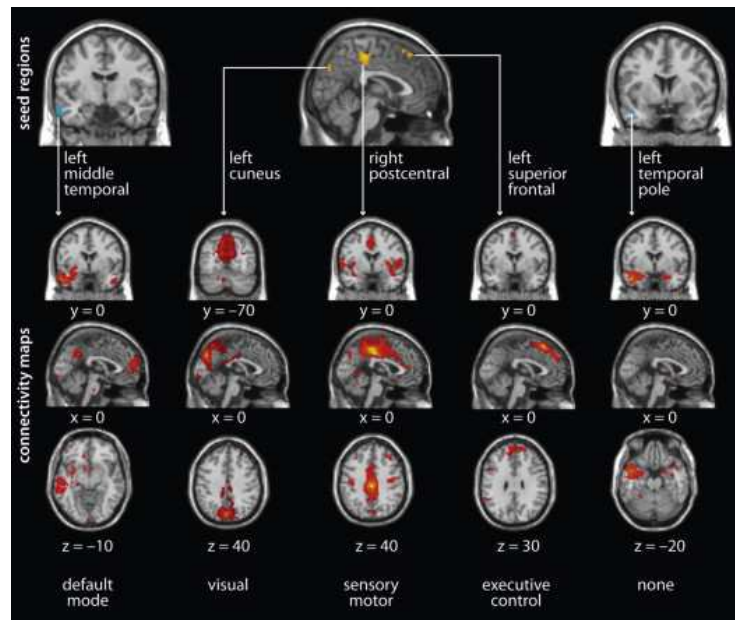 seed regions
left
middle
temporal
left
cuneus
right
postcentral
left
superior
frontal
left
temporal
pole
connectivity maps
y = 0
y = −70
y = 0
y = 0
y = 0
x = 0
x = 0
x = 0
x = 0
x = 0
z = −10
z = 40
z = 40
z = 30
z = −20
default
mode
visual
sensory
motor
executive
control
none